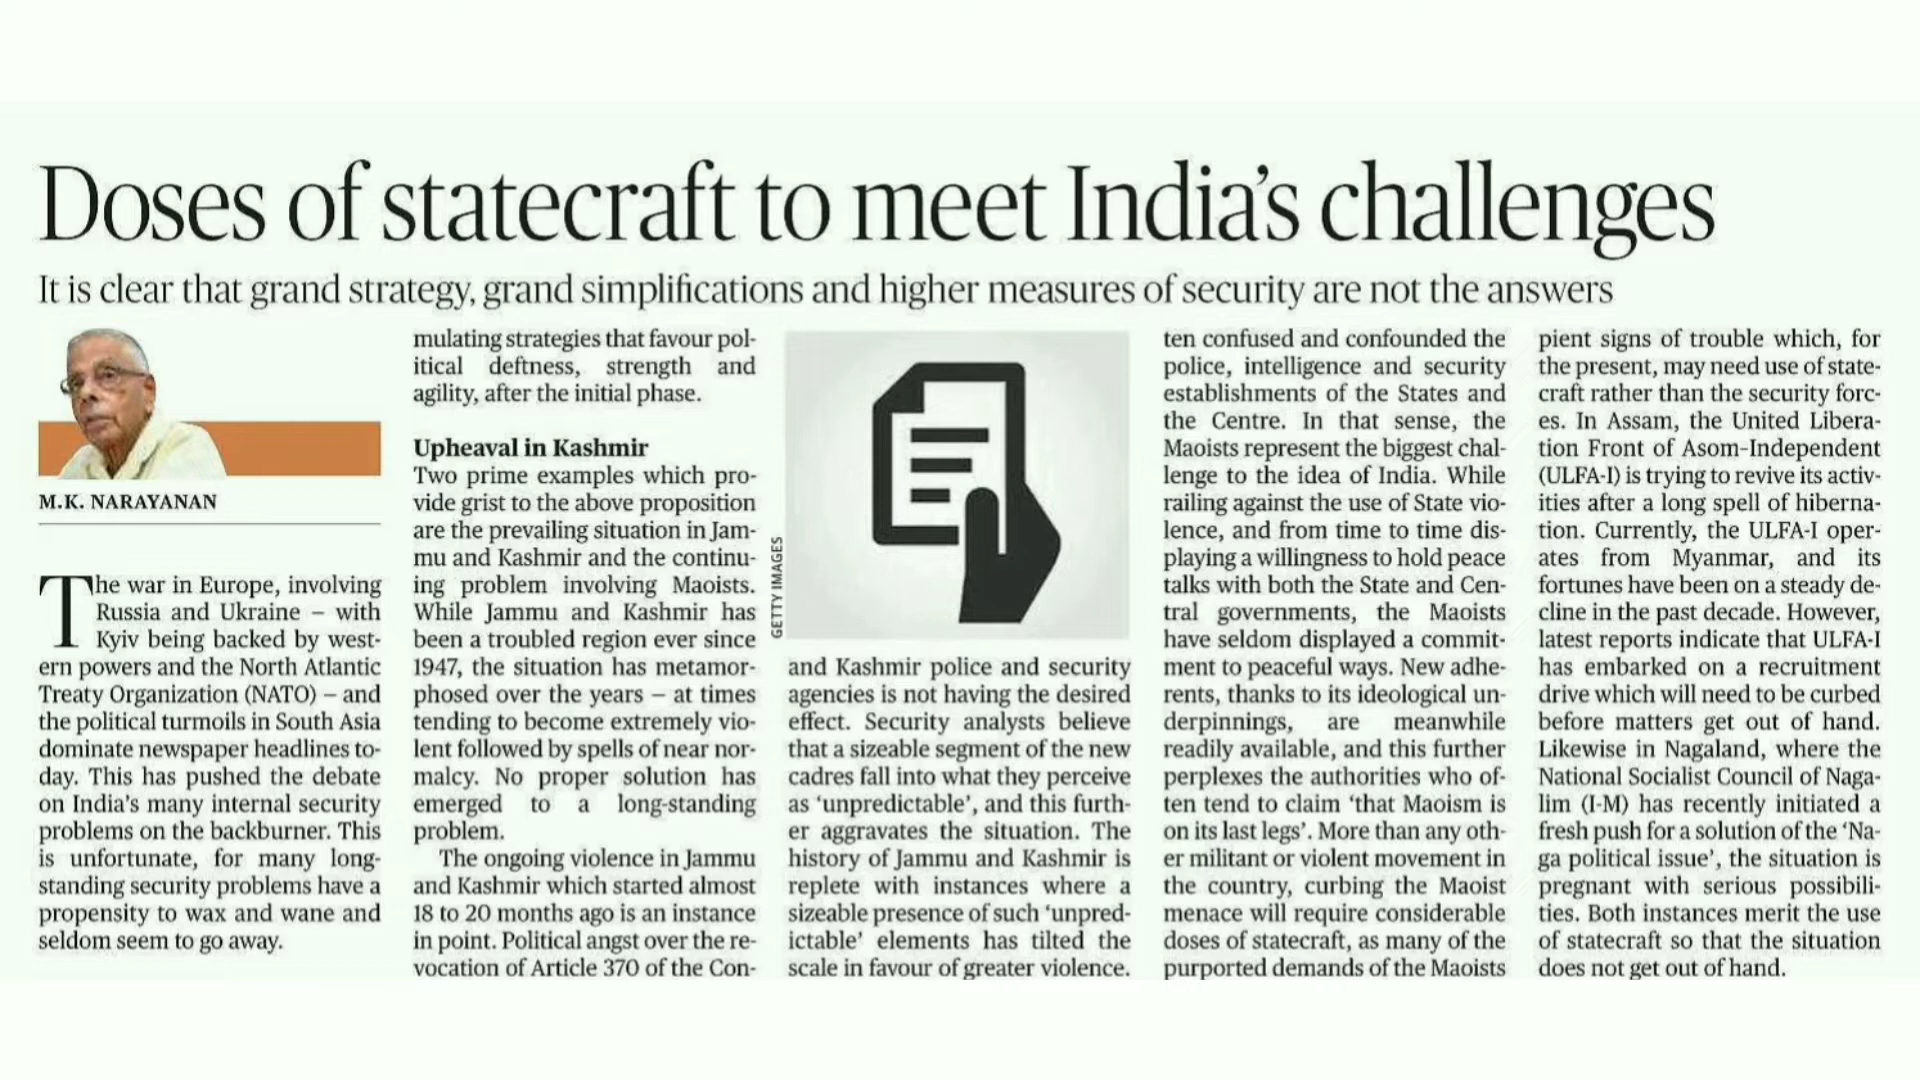 Doses of statecraft to meet India's challenges
It is clear that grand strategy, grand simplifications and higher measures of security are not the answers
M.K. NARAYANAN
The war in Europe, involving
Russia and Ukraine – with
Kyiv being backed by west-
ern powers and the North Atlantic
Treaty Organization (NATO) – and
the political turmoils in South Asia
dominate newspaper headlines to-
day. This has pushed the debate
on India's many internal security
problems on the backburner. This
is unfortunate, for many long-
standing security problems have a
propensity to wax and wane and
seldom seem to go away.
mulating strategies that favour pol-
itical deftness, strength and
agility, after the initial phase.
Upheaval in Kashmir
Two prime examples which pro-
vide grist to the above proposition
are the prevailing situation in Jam-
mu and Kashmir and the continu-
ing problem involving Maoists.
While Jammu and Kashmir has
been a troubled region ever since
1947, the situation has metamor-
phosed over the years – at times
tending to become extremely vio-
lent followed by spells of near nor-
malcy. No proper solution has
emerged to a long-standing
problem.
The ongoing violence in Jammu
and Kashmir which started almost
18 to 20 months ago is an instance
in point. Political angst over the re-
vocation of Article 370 of the Con-
GETTY IMAGES
and Kashmir police and security
agencies is not having the desired
effect. Security analysts believe
that a sizeable segment of the new
cadres fall into what they perceive
as 'unpredictable', and this furth-
er aggravates the situation. The
history of Jammu and Kashmir is
replete with instances where a
sizeable presence of such 'unpred-
ictable' elements has tilted the
scale in favour of greater violence.
ten confused and confounded the
police, intelligence and security
establishments of the States and
the Centre. In that sense, the
Maoists represent the biggest chal-
lenge to the idea of India. While
railing against the use of State vio-
lence, and from time to time dis-
playing a willingness to hold peace
talks with both the State and Cen-
tral governments, the Maoists
have seldom displayed a commit-
ment to peaceful ways. New adhe-
rents, thanks to its ideological un-
derpinnings, are meanwhile
readily available, and this further
perplexes the authorities who of-
ten tend to claim 'that Maoism is
on its last legs'. More than any oth-
er militant or violent movement in
the country, curbing the Maoist
menace will require considerable
doses of statecraft, as many of the
purported demands of the Maoists
pient signs of trouble which, for
the present, may need use of state-
craft rather than the security forc-
es. In Assam, the United Libera-
tion Front of Asom-Independent
(ULFA-I) is trying to revive its activ-
ities after a long spell of hiberna-
tion. Currently, the ULFA-I oper-
ates from Myanmar, and its
fortunes have been on a steady de-
cline in the past decade. However,
latest reports indicate that ULFA-I
has embarked on a recruitment
drive which will need to be curbed
before matters get out of hand.
Likewise in Nagaland, where the
National Socialist Council of Naga-
lim (I-M) has recently initiated a
fresh push for a solution of the 'Na-
ga political issue', the situation is
pregnant with serious possibili-
ties. Both instances merit the use
of statecraft so that the situation
does not get out of hand.